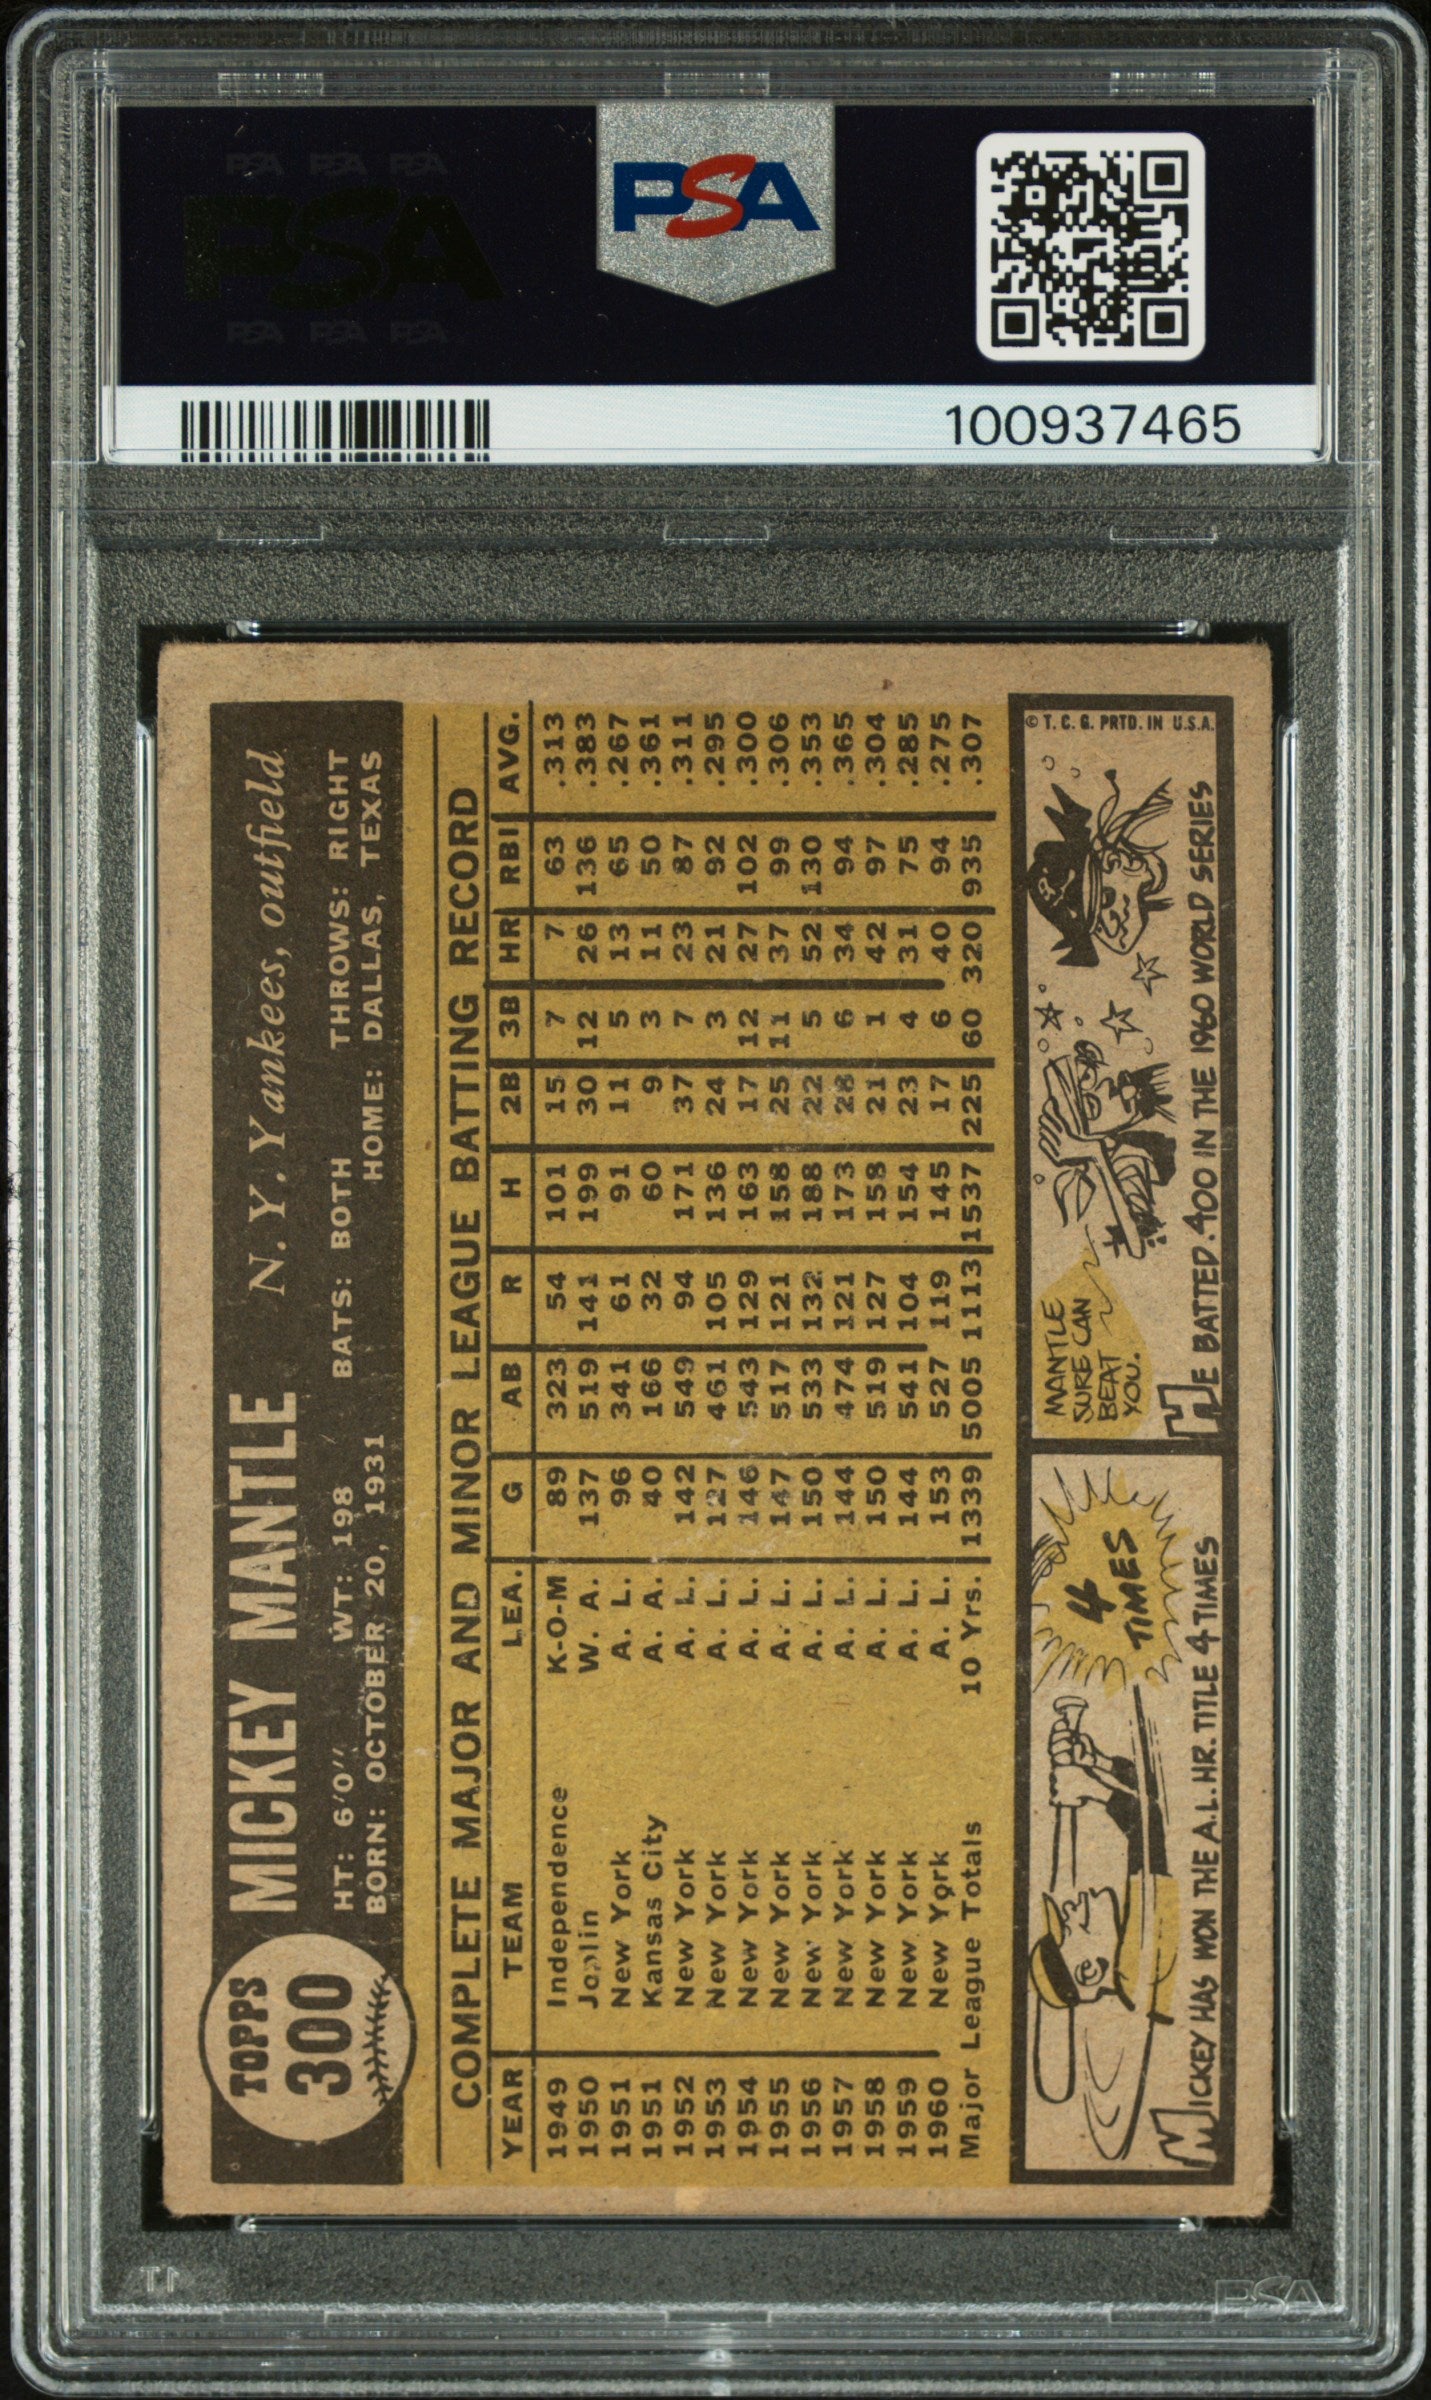 PSA PSA PSA
PSA
PSA PSA PSA
PSA
100937465
TOPPS
300
MICKEY MANTLE N. Y. Yankees, outfield
HT: 6'0" WT: 198 BATS: BOTH THROWS: RIGHT
BORN: OCTOBER 20, 1931 HOME: DALLAS, TEXAS
COMPLETE MAJOR AND MINOR LEAGUE BATTING RECORD
YEAR TEAM LEA. G AB R H 2B 3B HR RBI AVG.
1949 Independence K-O-M 89 323 54 101 15 7 7 63 .313
1950 Joplin W. A. 137 519 141 199 30 12 26 136 .383
1951 New York A. L. 96 341 61 91 11 5 13 65 .267
1951 Kansas City A. A. 40 166 32 60 9 3 11 50 .361
1952 New York A. L. 142 549 94 171 37 7 23 87 .311
1953 New York A. L. 127 461 105 136 24 3 21 92 .295
1954 New York A. L. 146 543 129 163 17 12 27 102 .300
1955 New York A. L. 147 517 121 158 25 11 37 99 .306
1956 New York A. L. 150 533 132 188 22 5 52 130 .353
1957 New York A. L. 144 474 121 173 28 6 34 94 .365
1958 New York A. L. 150 519 127 158 21 1 42 97 .304
1959 New York A. L. 144 541 104 154 23 4 31 75 .285
1960 New York A. L. 153 527 119 145 17 6 40 94 .275
Major League Totals 10 Yrs. 1339 5005 1113 1537 225 60 320 935 .307
4
TIMES
MICKEY HAS WON THE A.L. HR. TITLE 4 TIMES
MANTLE
SURE CAN
BEAT
YOU.
HE BATTED .400 IN THE 1960 WORLD SERIES
© T. C. G. PRTD. IN U.S.A.
PSA